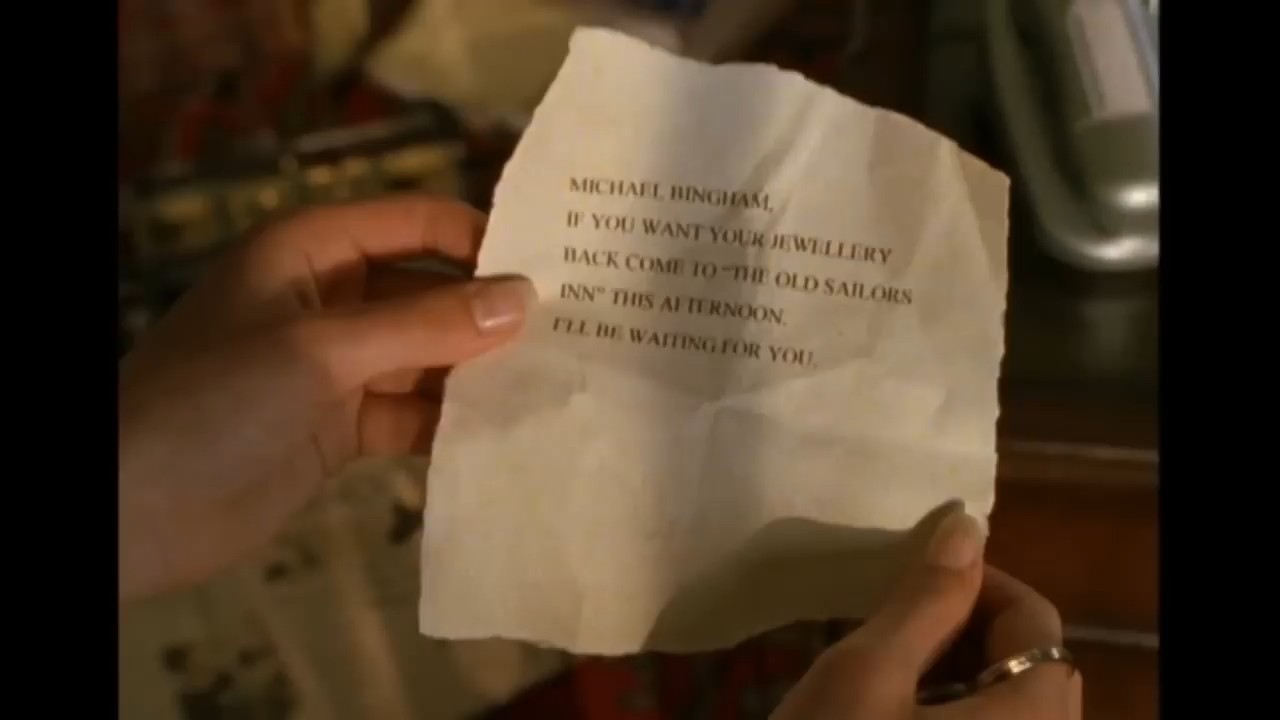 MICHAEL BINGHAM,
IF YOU WANT YOUR JEWELLERY
BACK COME TO "THE OLD SAILORS
INN" THIS AFTERNOON.
I'LL BE WAITING FOR YOU.